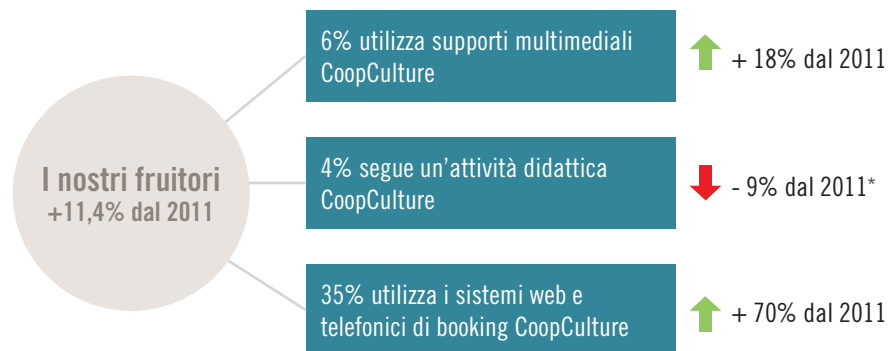 6% utilizza supporti multimediali
CoopCulture
+ 18% dal 2011
I nostri fruitori
+11,4% dal 2011
4% segue un'attività didattica
CoopCulture
- 9% dal 2011*
35% utilizza i sistemi web e
telefonici di booking CoopCulture
+ 70% dal 2011